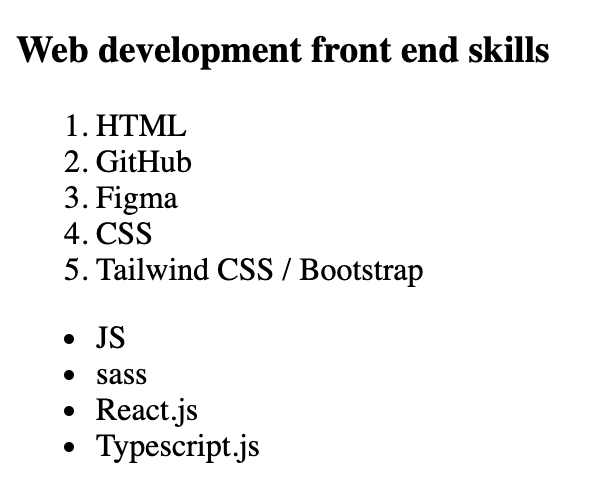 Web development front end skills
1. HTML
2. GitHub
3. Figma
4. CSS
5. Tailwind CSS / Bootstrap
• JS
• sass
• React.js
• Typescript.js